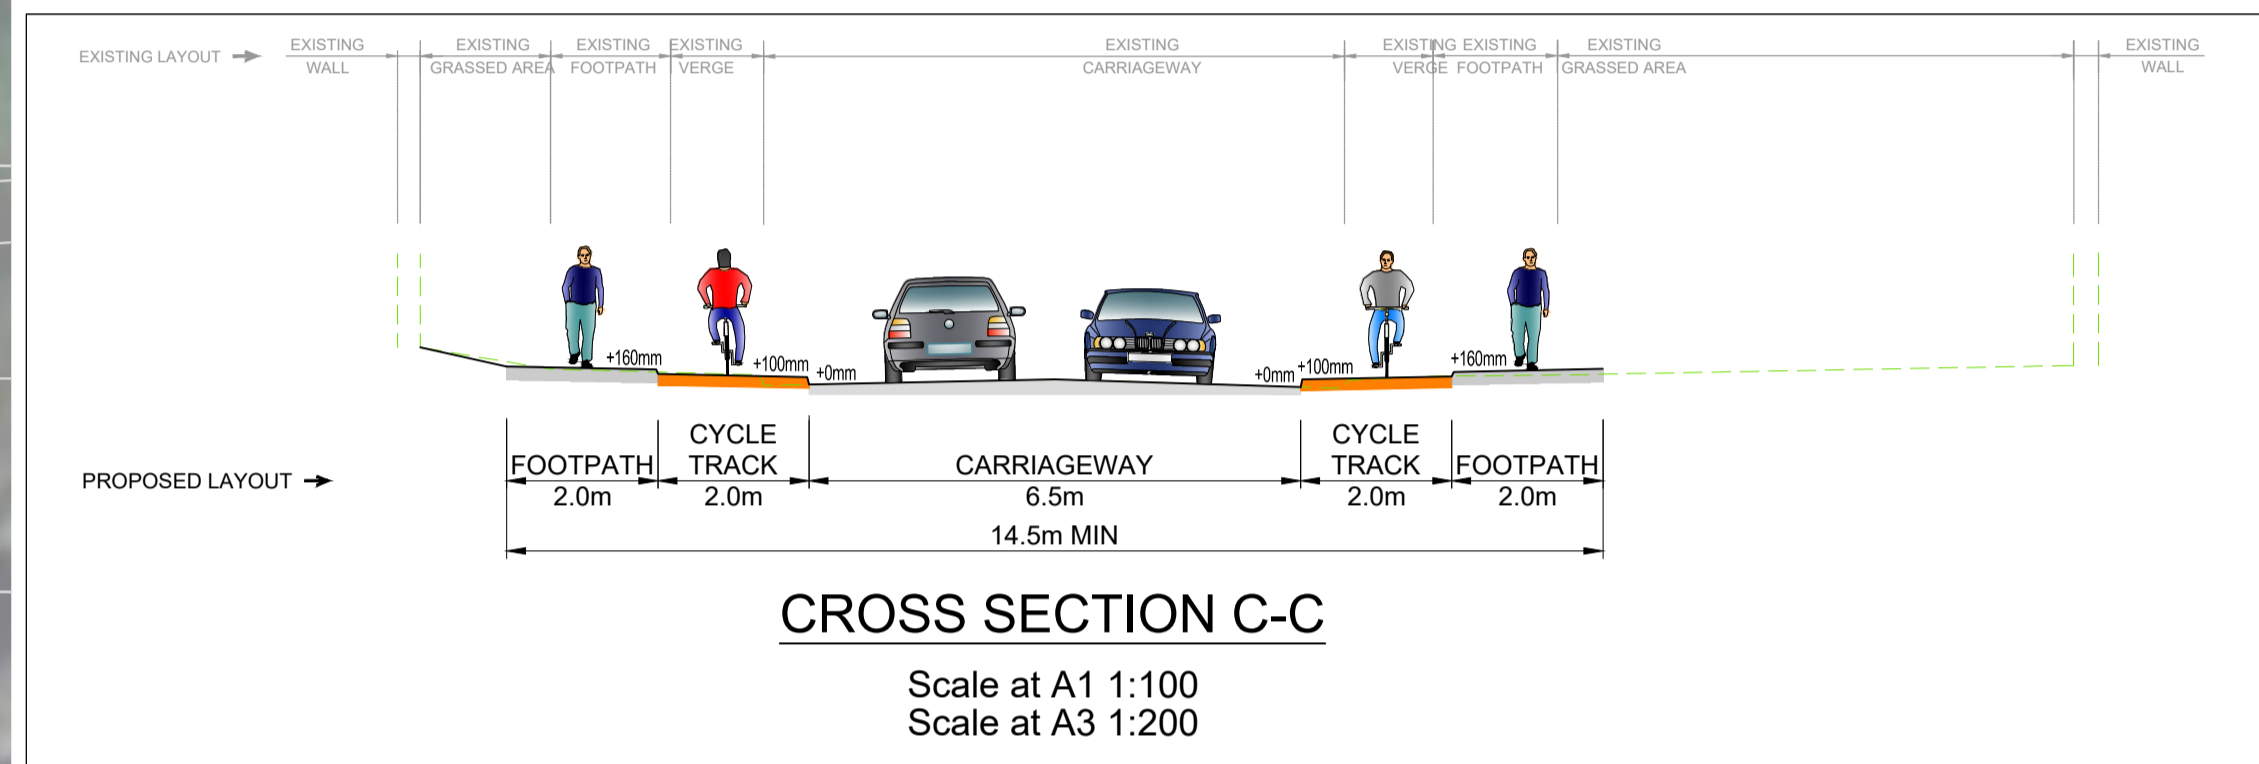 EXISTING LAYOUT
EXISTING
WALL
EXISTING
GRASSED AREA
EXISTING
FOOTPATH
EXISTING
VERGE
EXISTING
CARRIAGEWAY
EXISTING
VERGE
EXISTING
FOOTPATH
EXISTING
GRASSED AREA
EXISTING
WALL
+160mm
+100mm
+0mm
+0mm
+100mm
+160mm
PROPOSED LAYOUT
FOOTPATH
2.0m
CYCLE
TRACK
2.0m
CARRIAGEWAY
6.5m
CYCLE
TRACK
2.0m
FOOTPATH
2.0m
14.5m MIN
CROSS SECTION C-C
Scale at A1 1:100
Scale at A3 1:200